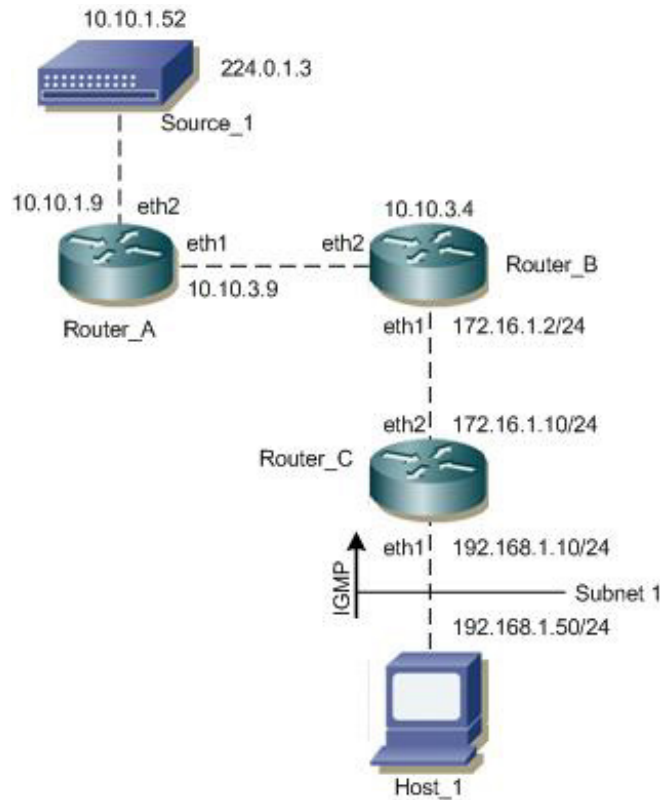 10.10.1.52
224.0.1.3
Source_1
10.10.1.9
eth2
10.10.3.4
eth1
eth2
Router_B
10.10.3.9
Router_A
eth1
172.16.1.2/24
eth2
172.16.1.10/24
Router_C
eth1
192.168.1.10/24
IGMP
Subnet 1
192.168.1.50/24
Host_1